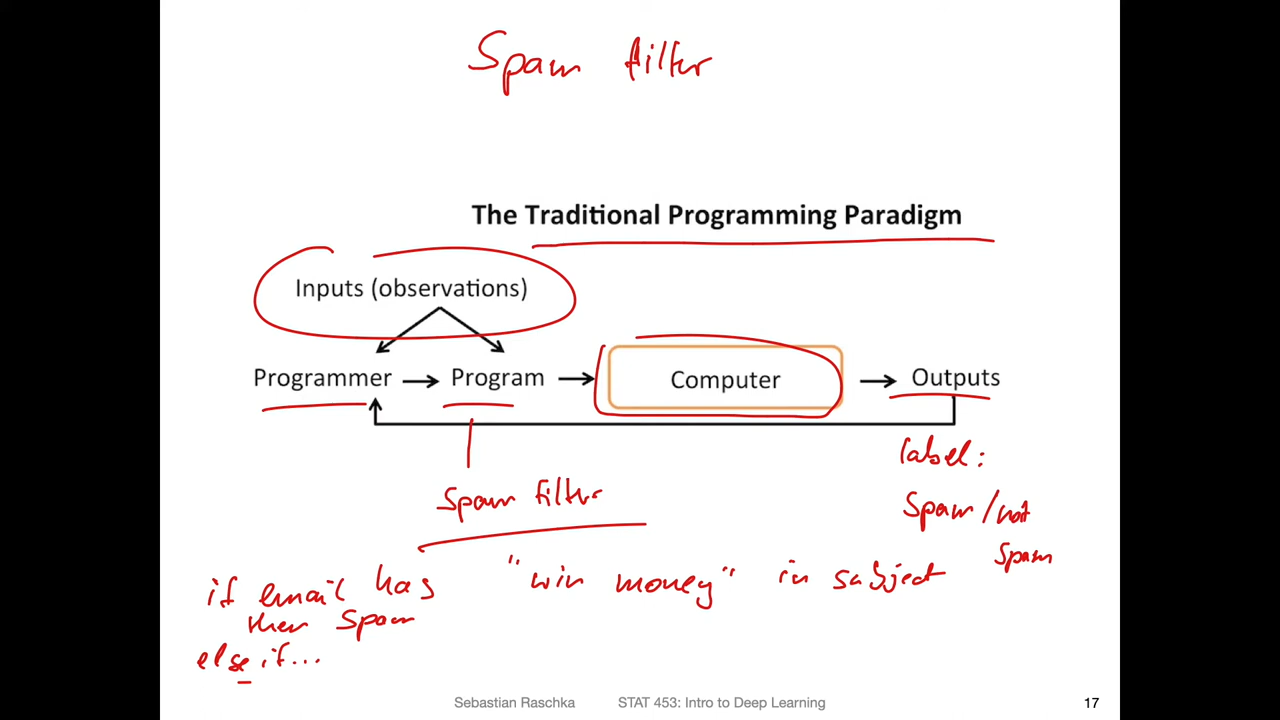 Spam filter
The Traditional Programming Paradigm
Inputs (observations)
Programmer Program Computer Outputs
label:
Spam filter
Spam / not
spam
if email has "win money" in subject
then spam
else if...
Sebastian Raschka STAT 453: Intro to Deep Learning 17